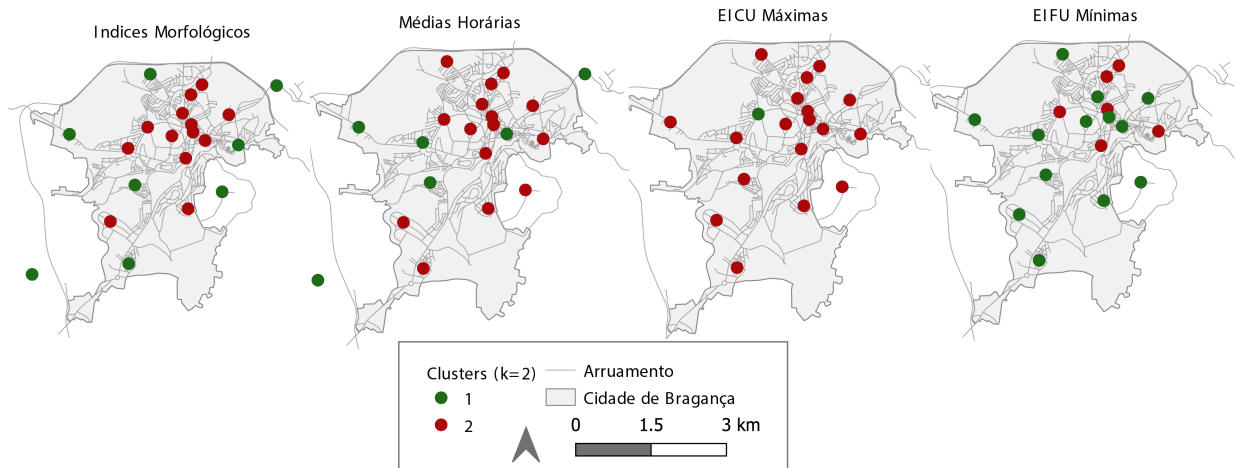 Indices Morfológicos
Médias Horárias
EICU Máximas
EIFU Mínimas
Clusters (k=2)
1
2
Arruamento
Cidade de Bragança
0 1.5 3 km